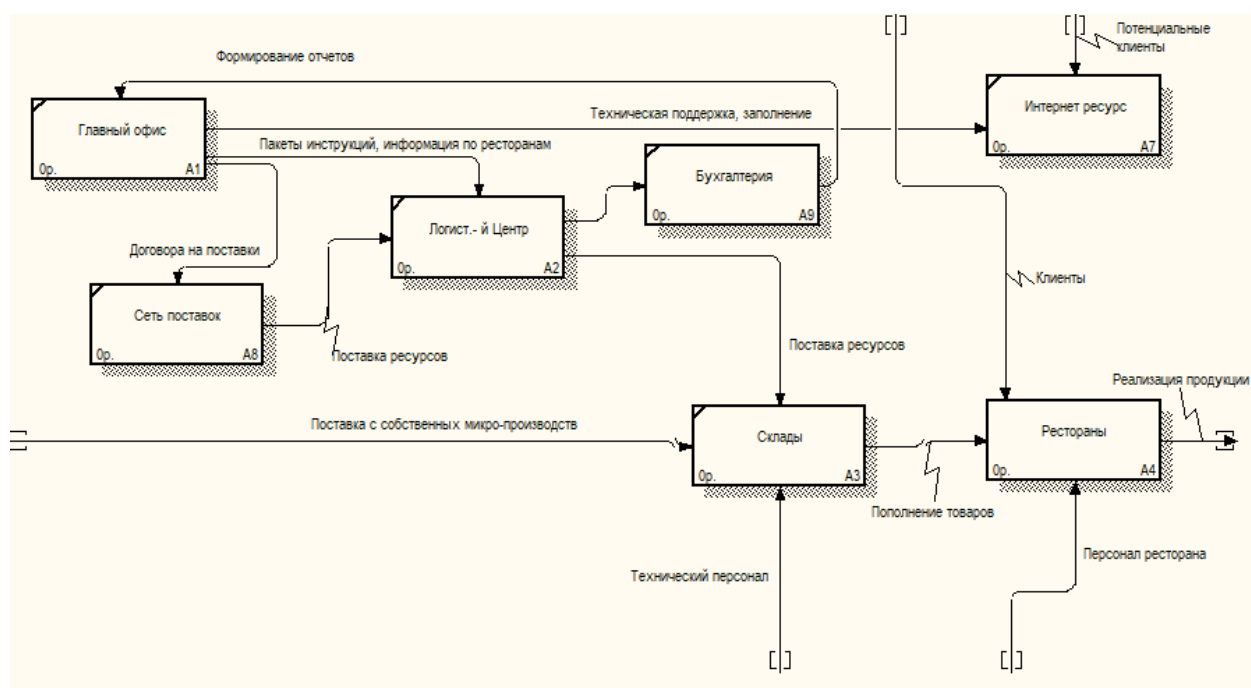 Потенциальные
клиенты
Формирование отчетов
Интернет ресурс
0р. A7
Главный офис
0р. A1
Техническая поддержка, заполнение
Пакеты инструкций, информация по ресторанам
Бухгалтерия
0р. A9
Логист.- й Центр
0р. A2
Договора на поставки
Клиенты
Сеть поставок
0р. A8
Поставка ресурсов
Поставка ресурсов
Реализация продукции
Поставка с собственных микро-производств
Склады
0р. A3
Рестораны
0р. A4
Пополнение товаров
Персонал ресторана
Технический персонал